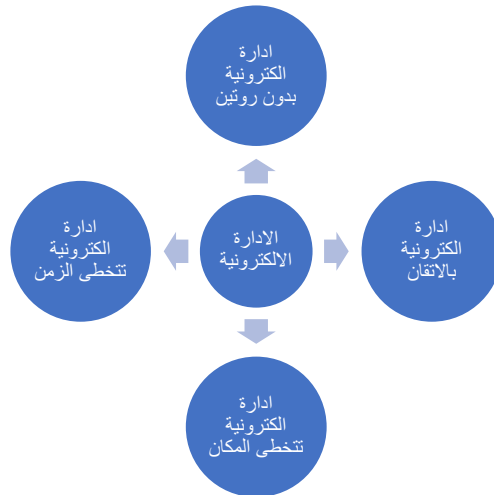 ادارة
الكترونية
بدون روتين
ادارة
الكترونية
بالاتقان
الادارة
الالكترونية
ادارة
الكترونية
تتخطى الزمن
ادارة
الكترونية
تتخطى المكان